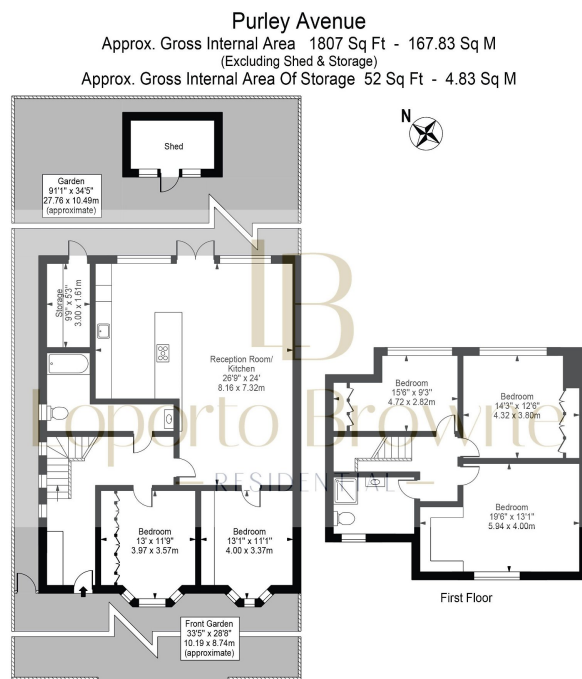 Purley Avenue
Approx. Gross Internal Area 1807 Sq Ft - 167.83 Sq M
(Excluding Shed & Storage)
Approx. Gross Internal Area Of Storage 52 Sq Ft - 4.83 Sq M
N
Shed
Garden
91'1" x 34'5"
27.76 x 10.49m
(approximate)
Storage
9'9" x 5'3"
3.00 x 1.61m
LB
Reception Room/
Kitchen
26'9" x 24'
8.16 x 7.32m
Bedroom
15'6" x 9'3"
4.72 x 2.82m
Bedroom
14'3" x 12'6"
4.32 x 3.80m
Loporto Browne
RESIDENTIAL
Bedroom
13' x 11'9"
3.97 x 3.57m
Bedroom
13'1" x 11'1"
4.00 x 3.37m
Bedroom
19'6" x 13'1"
5.94 x 4.00m
First Floor
Front Garden
33'5" x 28'8"
10.19 x 8.74m
(approximate)